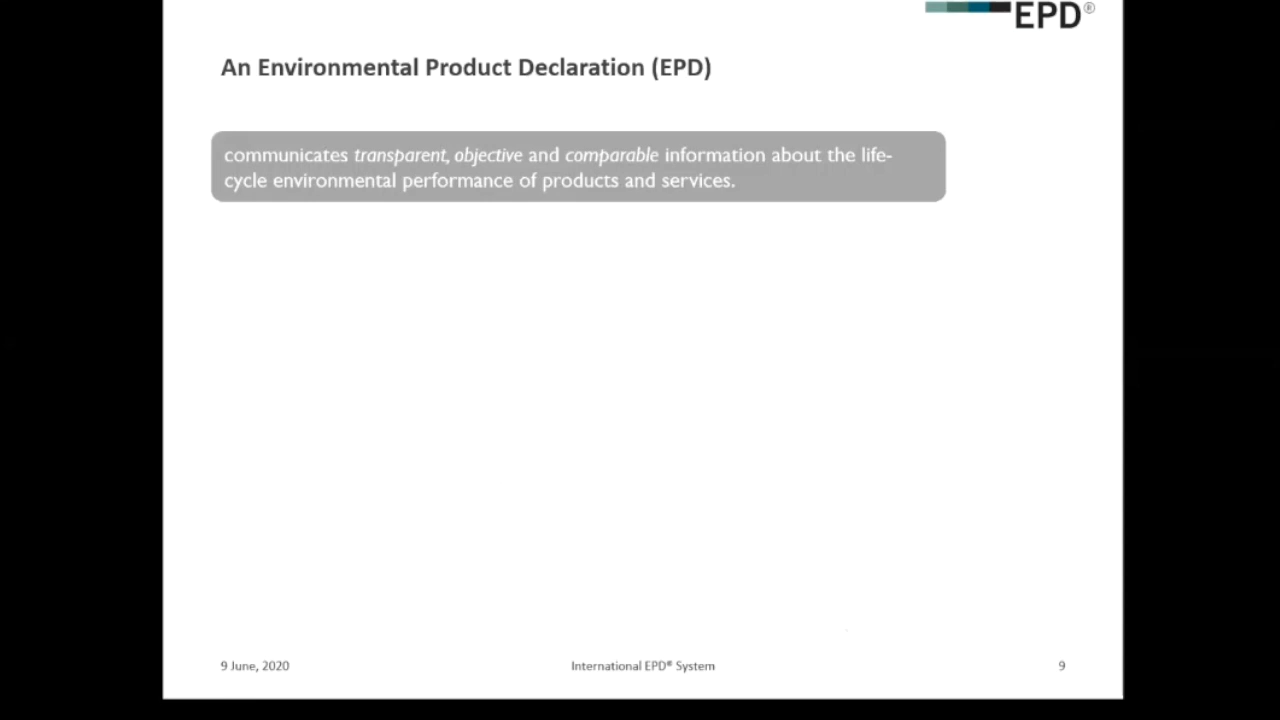 EPD®
An Environmental Product Declaration (EPD)
communicates transparent, objective and comparable information about the life-
cycle environmental performance of products and services.
9 June, 2020
International EPD® System
9